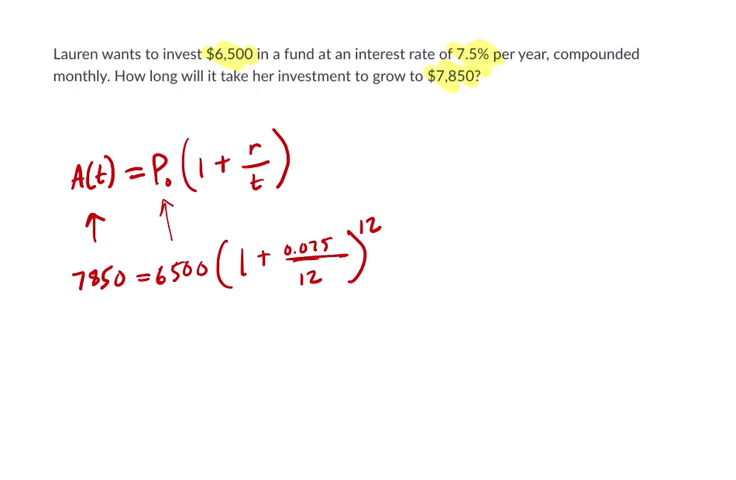 Lauren wants to invest $6,500 in a fund at an interest rate of 7.5% per year, compounded
monthly. How long will it take her investment to grow to $7,850?
A(t) = P₀ (1 + r/t)
↑ ↑
7850 = 6500 (1 + 0.075/12)¹²